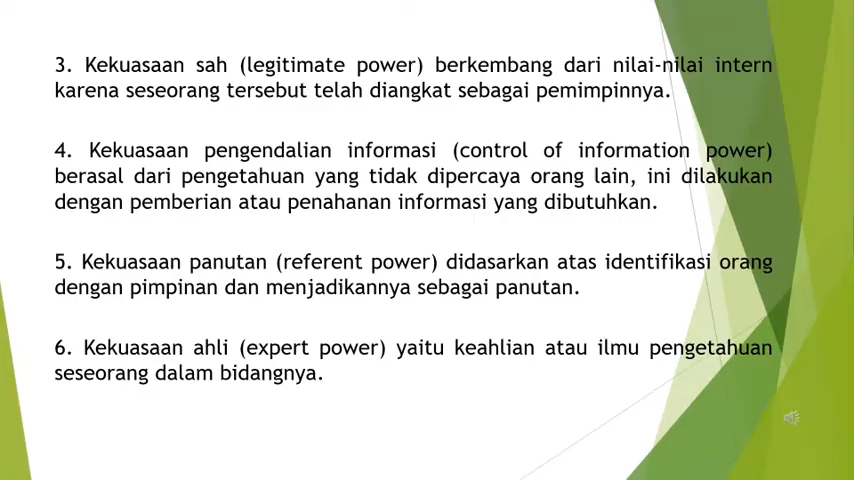 3. Kekuasaan sah (legitimate power) berkembang dari nilai-nilai intern
karena seseorang tersebut telah diangkat sebagai pemimpinnya.
4. Kekuasaan pengendalian informasi (control of information power)
berasal dari pengetahuan yang tidak dipercaya orang lain, ini dilakukan
dengan pemberian atau penahanan informasi yang dibutuhkan.
5. Kekuasaan panutan (referent power) didasarkan atas identifikasi orang
dengan pimpinan dan menjadikannya sebagai panutan.
6. Kekuasaan ahli (expert power) yaitu keahlian atau ilmu pengetahuan
seseorang dalam bidangnya.